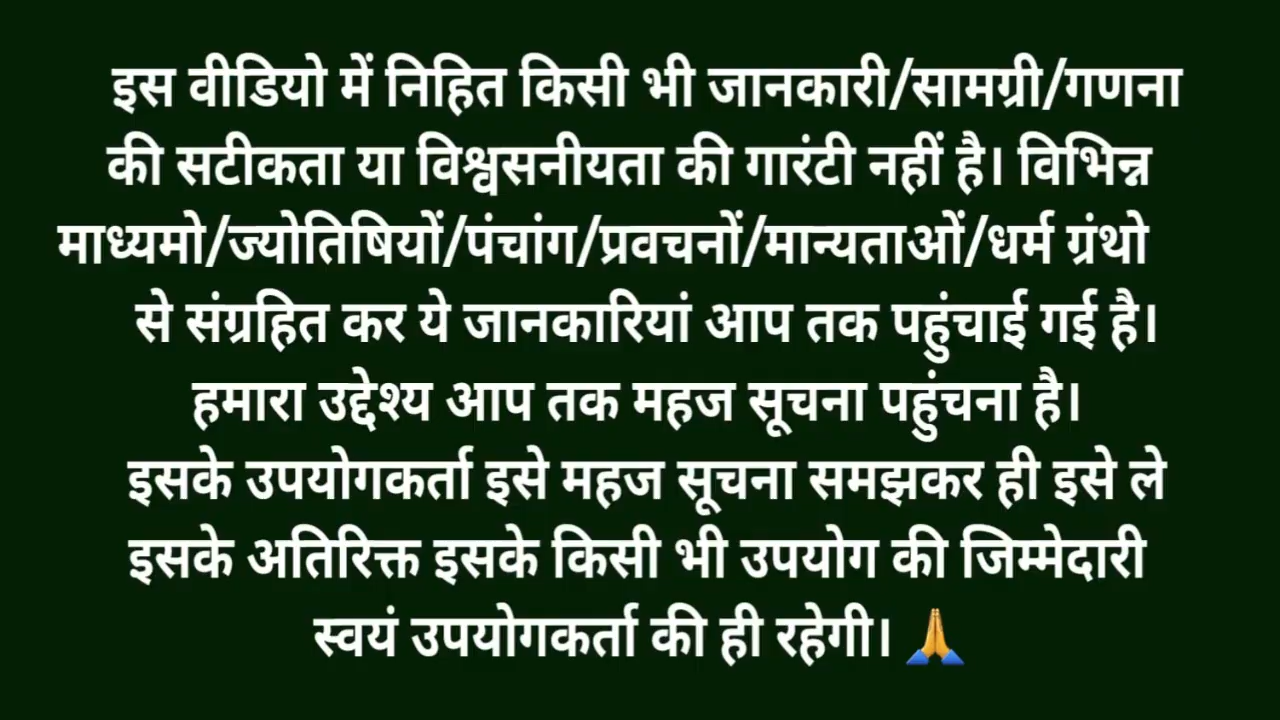 इस वीडियो में निहित किसी भी जानकारी/सामग्री/गणना
की सटीकता या विश्वसनीयता की गारंटी नहीं है। विभिन्न
माध्यमो/ज्योतिषियों/पंचांग/प्रवचनों/मान्यताओं/धर्म ग्रंथो
से संग्रहित कर ये जानकारियां आप तक पहुंचाई गई है।
हमारा उद्देश्य आप तक महज सूचना पहुंचना है।
इसके उपयोगकर्ता इसे महज सूचना समझकर ही इसे ले
इसके अतिरिक्त इसके किसी भी उपयोग की जिम्मेदारी
स्वयं उपयोगकर्ता की ही रहेगी। 🙏